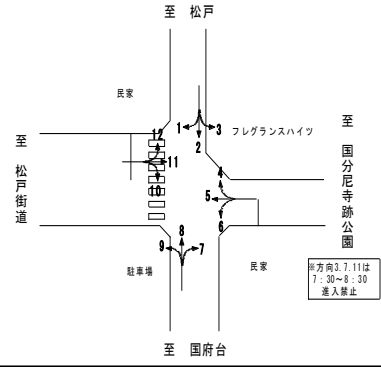 至 松戸
民家
フレグランスハイツ
至 松戸街道
至 国分尼寺跡公園
12
1
3
2
11
10
4
5
6
8
9
7
駐車場
民家
※方向3.7.11は
7：30~8：30
進入禁止
至 国府台